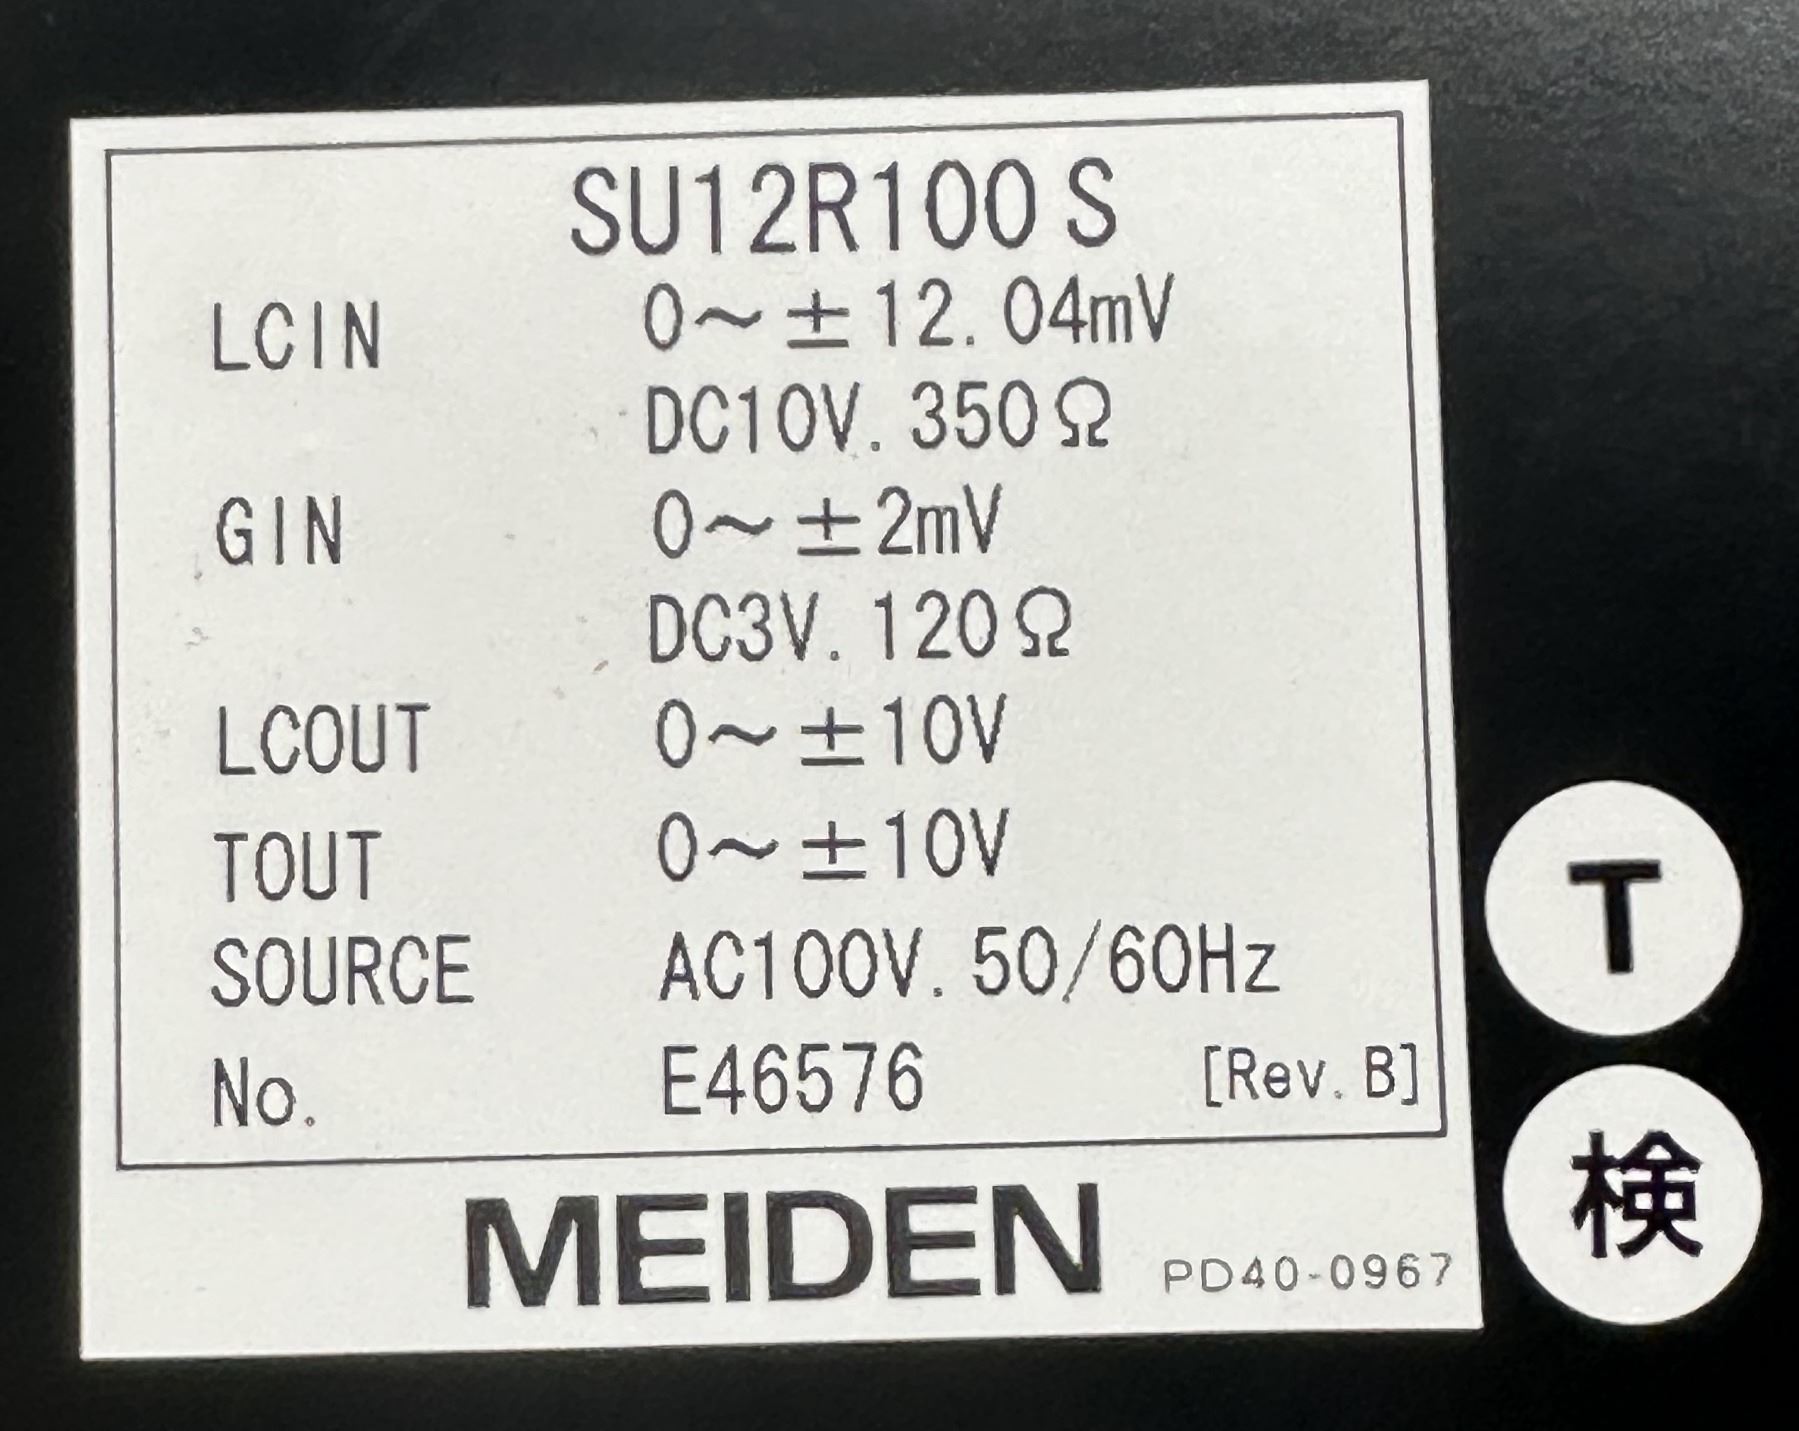 SU12R100 S
LCIN 0～±12.04mV
DC10V. 350Ω
GIN 0～±2mV
DC3V. 120Ω
LCOUT 0～±10V
TOUT 0～±10V
SOURCE AC100V. 50/60Hz
No. E46576 [Rev. B]
MEIDEN PD40-0967
T
検